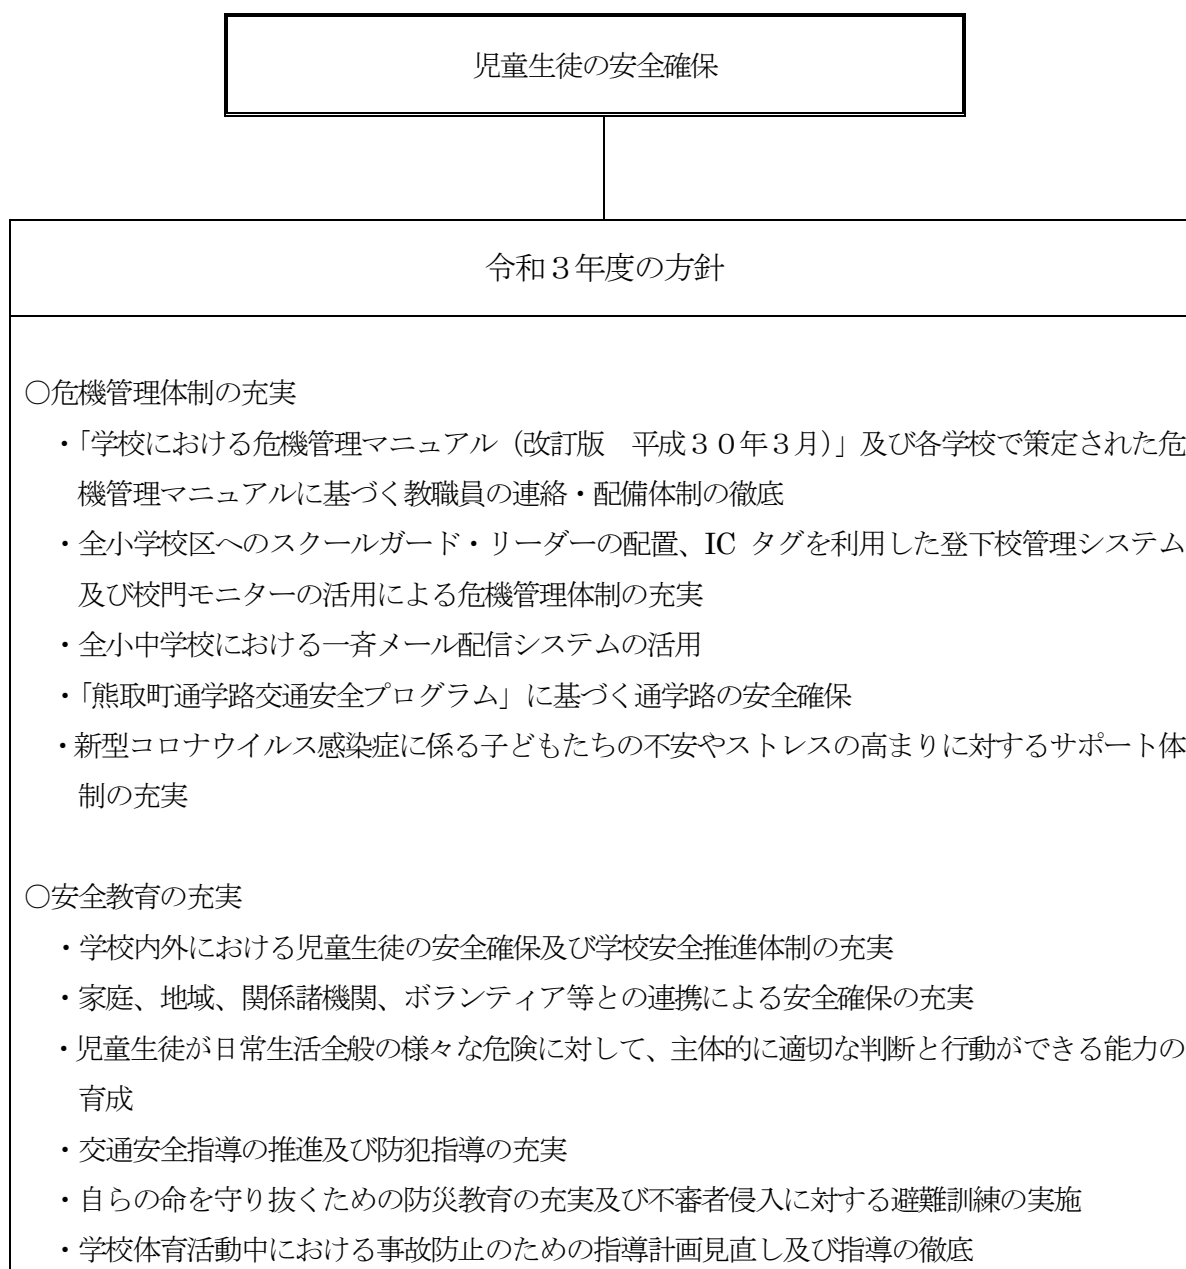 児童生徒の安全確保
令和３年度の方針
○危機管理体制の充実
・「学校における危機管理マニュアル（改訂版　平成３０年３月）」及び各学校で策定された危
機管理マニュアルに基づく教職員の連絡・配備体制の徹底
・全小学校区へのスクールガード・リーダーの配置、IC タグを利用した登下校管理システム
及び校門モニターの活用による危機管理体制の充実
・全小中学校における一斉メール配信システムの活用
・「熊取町通学路交通安全プログラム」に基づく通学路の安全確保
・新型コロナウイルス感染症に係る子どもたちの不安やストレスの高まりに対するサポート体
制の充実
○安全教育の充実
・学校内外における児童生徒の安全確保及び学校安全推進体制の充実
・家庭、地域、関係諸機関、ボランティア等との連携による安全確保の充実
・児童生徒が日常生活全般の様々な危険に対して、主体的に適切な判断と行動ができる能力の
育成
・交通安全指導の推進及び防犯指導の充実
・自らの命を守り抜くための防災教育の充実及び不審者侵入に対する避難訓練の実施
・学校体育活動中における事故防止のための指導計画見直し及び指導の徹底